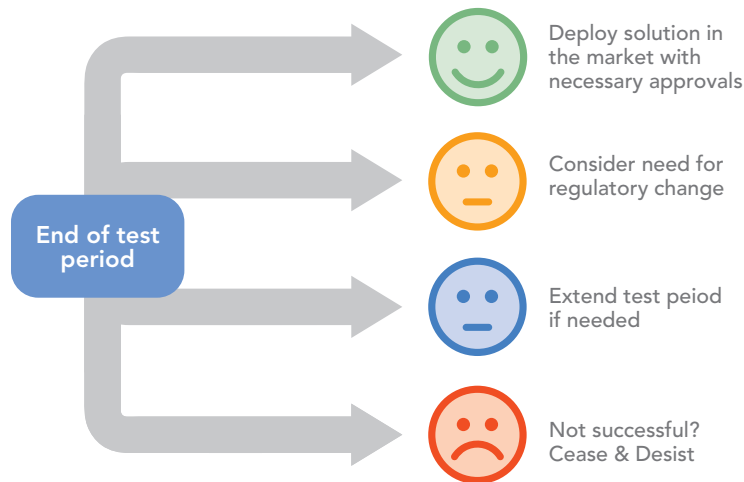 Deploy solution in
the market with
necessary approvals
Consider need for
regulatory change
End of test
period
Extend test peiod
if needed
Not successful?
Cease & Desist